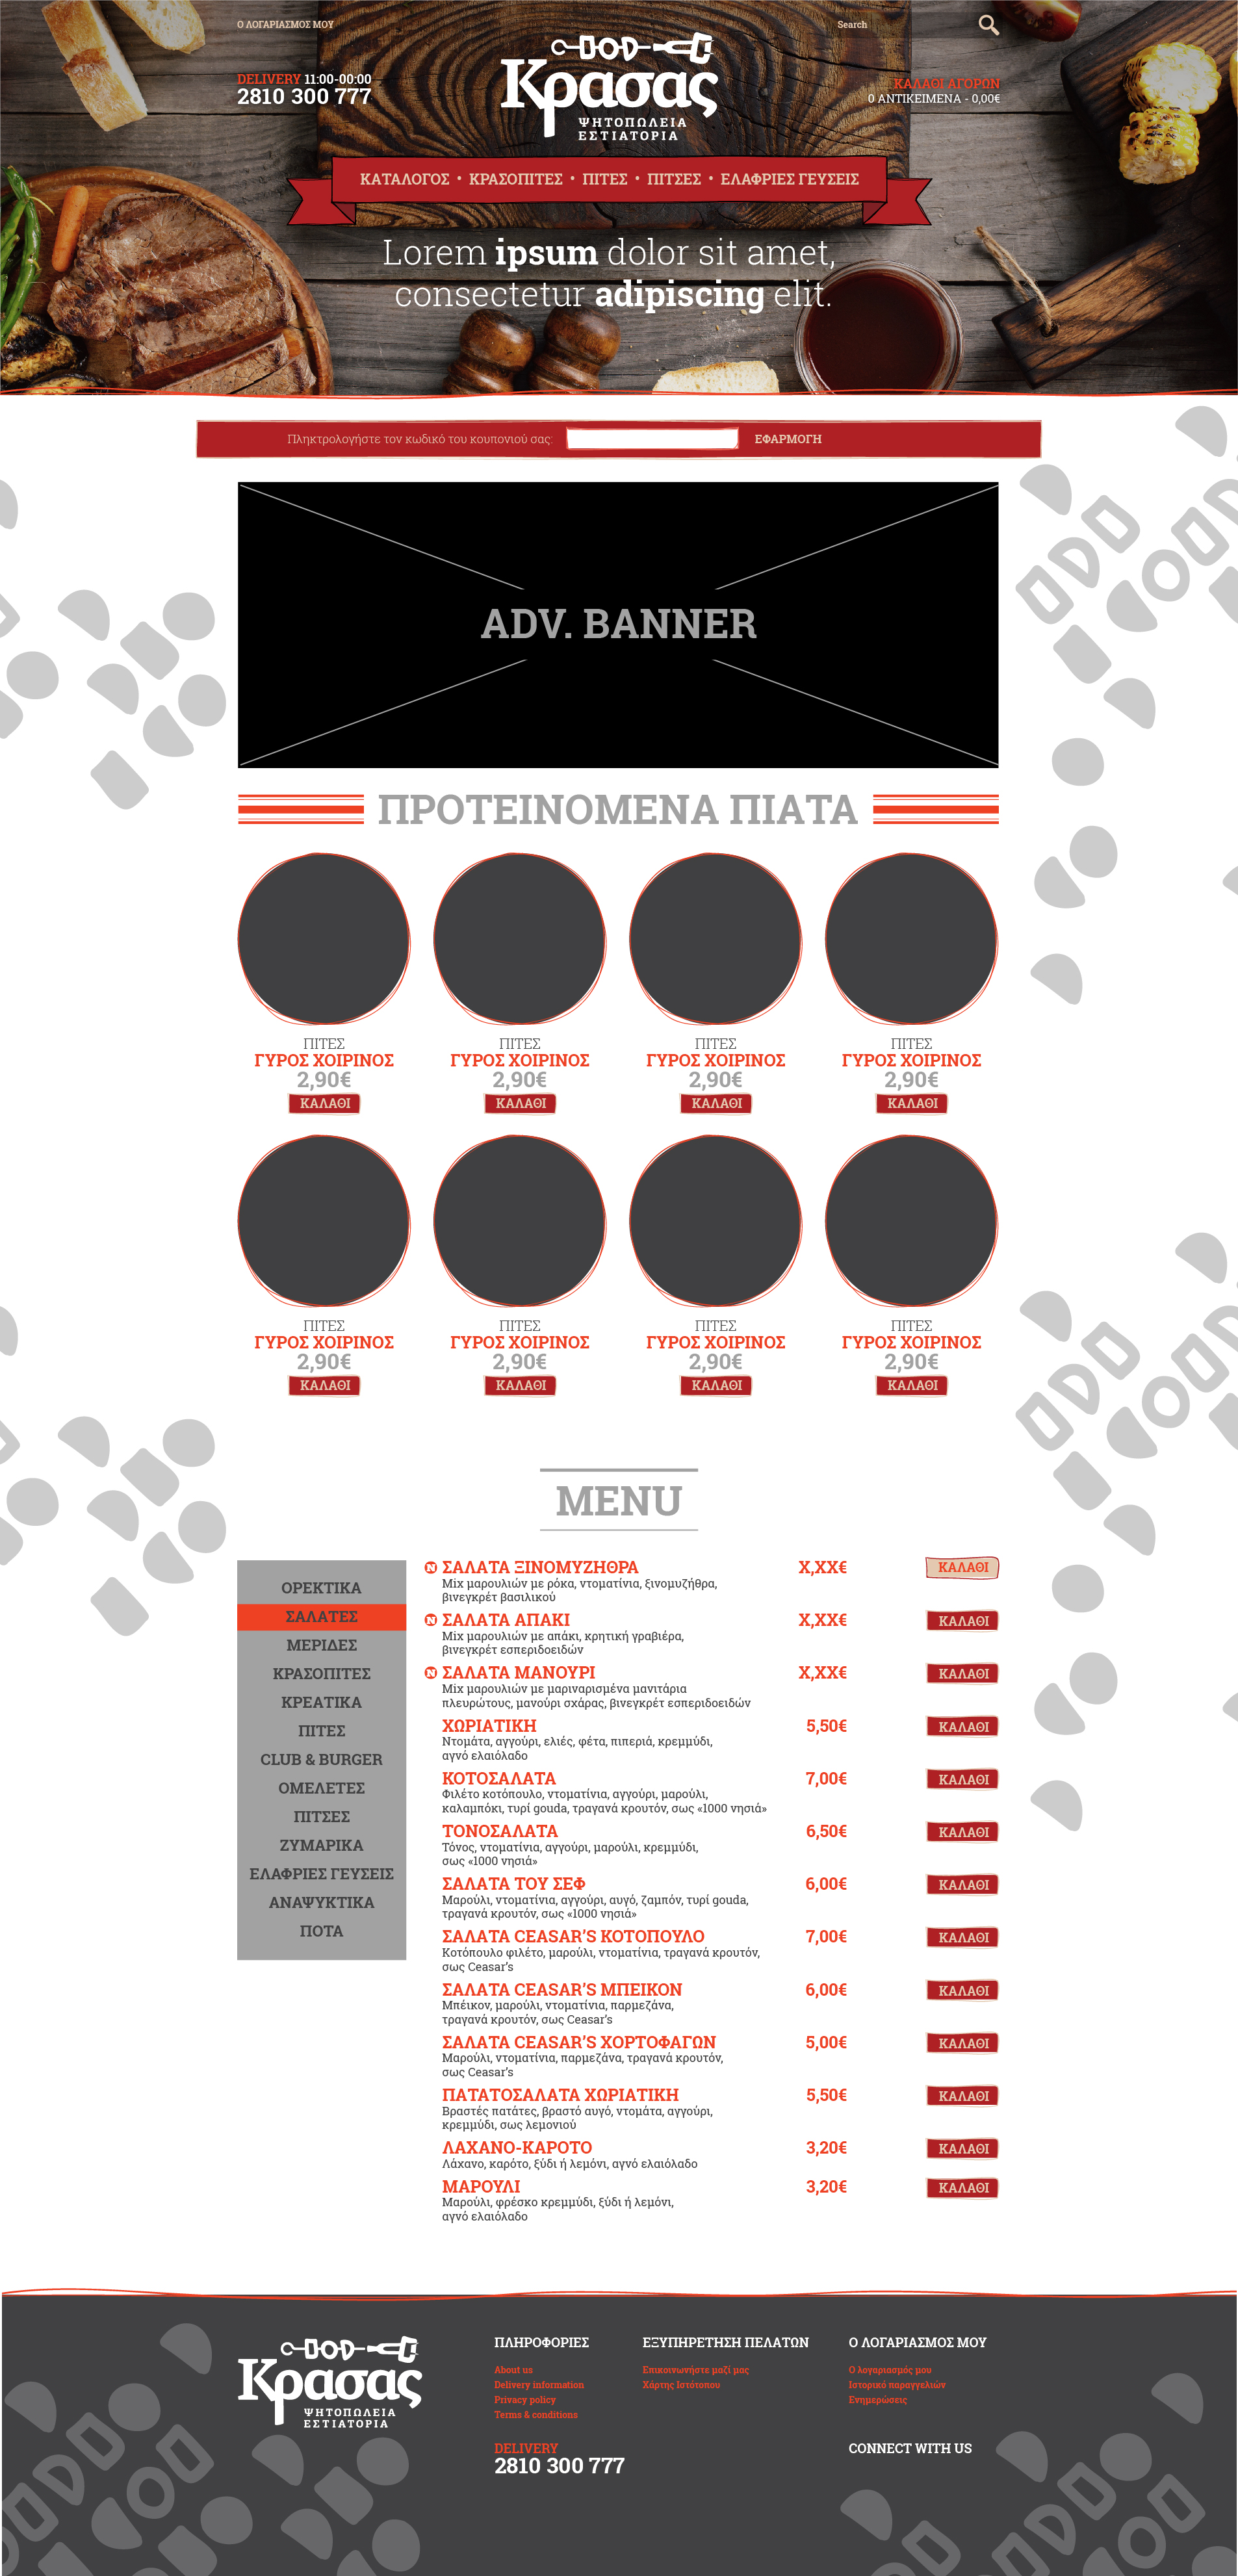 Ο ΛΟΓΑΡΙΑΣΜΟΣ ΜΟΥ
Search
DELIVERY 11:00-00:00
2810 300 777
Κρασας
ΨΗΤΟΠΩΛΕΙΑ
ΕΣΤΙΑΤΟΡΙΑ
ΚΑΛΑΘΙ ΑΓΟΡΩΝ
0 ΑΝΤΙΚΕΙΜΕΝΑ - 0,00€
ΚΑΤΑΛΟΓΟΣ • ΚΡΑΣΟΠΙΤΕΣ • ΠΙΤΕΣ • ΠΙΤΣΕΣ • ΕΛΑΦΡΙΕΣ ΓΕΥΣΕΙΣ
Lorem ipsum dolor sit amet,
consectetur adipiscing elit.
Πληκτρολογήστε τον κωδικό του κουπονιού σας:
ΕΦΑΡΜΟΓΗ
ADV. BANNER
ΠΡΟΤΕΙΝΟΜΕΝΑ ΠΙΑΤΑ
ΠΙΤΕΣ ΠΙΤΕΣ ΠΙΤΕΣ ΠΙΤΕΣ
ΓΥΡΟΣ ΧΟΙΡΙΝΟΣ ΓΥΡΟΣ ΧΟΙΡΙΝΟΣ ΓΥΡΟΣ ΧΟΙΡΙΝΟΣ ΓΥΡΟΣ ΧΟΙΡΙΝΟΣ
2,90€ 2,90€ 2,90€ 2,90€
ΚΑΛΑΘΙ ΚΑΛΑΘΙ ΚΑΛΑΘΙ ΚΑΛΑΘΙ
ΠΙΤΕΣ ΠΙΤΕΣ ΠΙΤΕΣ ΠΙΤΕΣ
ΓΥΡΟΣ ΧΟΙΡΙΝΟΣ ΓΥΡΟΣ ΧΟΙΡΙΝΟΣ ΓΥΡΟΣ ΧΟΙΡΙΝΟΣ ΓΥΡΟΣ ΧΟΙΡΙΝΟΣ
2,90€ 2,90€ 2,90€ 2,90€
ΚΑΛΑΘΙ ΚΑΛΑΘΙ ΚΑΛΑΘΙ ΚΑΛΑΘΙ
MENU
ΟΡΕΚΤΙΚΑ
ΣΑΛΑΤΕΣ
ΜΕΡΙΔΕΣ
ΚΡΑΣΟΠΙΤΕΣ
ΚΡΕΑΤΙΚΑ
ΠΙΤΕΣ
CLUB & BURGER
ΟΜΕΛΕΤΕΣ
ΠΙΤΣΕΣ
ΖΥΜΑΡΙΚΑ
ΕΛΑΦΡΙΕΣ ΓΕΥΣΕΙΣ
ΑΝΑΨΥΚΤΙΚΑ
ΠΟΤΑ
N ΣΑΛΑΤΑ ΞΙΝΟΜΥΖΗΘΡΑ X,XX€ ΚΑΛΑΘΙ
Mix μαρουλιών με ρόκα, ντοματίνια, ξινομυζήθρα,
βινεγκρέτ βασιλικού
N ΣΑΛΑΤΑ ΑΠΑΚΙ X,XX€ ΚΑΛΑΘΙ
Mix μαρουλιών με απάκι, κρητική γραβιέρα,
βινεγκρέτ εσπεριδοειδών
N ΣΑΛΑΤΑ ΜΑΝΟΥΡΙ X,XX€ ΚΑΛΑΘΙ
Mix μαρουλιών με μαριναρισμένα μανιτάρια
πλευρώτους, μανούρι σχάρας, βινεγκρέτ εσπεριδοειδών
ΧΩΡΙΑΤΙΚΗ 5,50€ ΚΑΛΑΘΙ
Ντομάτα, αγγούρι, ελιές, φέτα, πιπεριά, κρεμμύδι,
αγνό ελαιόλαδο
ΚΟΤΟΣΑΛΑΤΑ 7,00€ ΚΑΛΑΘΙ
Φιλέτο κοτόπουλο, ντοματίνια, αγγούρι, μαρούλι,
καλαμπόκι, τυρί gouda, τραγανά κρουτόν, σως «1000 νησιά»
ΤΟΝΟΣΑΛΑΤΑ 6,50€ ΚΑΛΑΘΙ
Τόνος, ντοματίνια, αγγούρι, μαρούλι, κρεμμύδι,
σως «1000 νησιά»
ΣΑΛΑΤΑ ΤΟΥ ΣΕΦ 6,00€ ΚΑΛΑΘΙ
Μαρούλι, ντοματίνια, αγγούρι, αυγό, ζαμπόν, τυρί gouda,
τραγανά κρουτόν, σως «1000 νησιά»
ΣΑΛΑΤΑ CEASAR’S ΚΟΤΟΠΟΥΛΟ 7,00€ ΚΑΛΑΘΙ
Κοτόπουλο φιλέτο, μαρούλι, ντοματίνια, τραγανά κρουτόν,
σως Ceasar’s
ΣΑΛΑΤΑ CEASAR’S ΜΠΕΙΚΟΝ 6,00€ ΚΑΛΑΘΙ
Μπέικον, μαρούλι, ντοματίνια, παρμεζάνα,
τραγανά κρουτόν, σως Ceasar’s
ΣΑΛΑΤΑ CEASAR’S ΧΟΡΤΟΦΑΓΩΝ 5,00€ ΚΑΛΑΘΙ
Μαρούλι, ντοματίνια, παρμεζάνα, τραγανά κρουτόν,
σως Ceasar’s
ΠΑΤΑΤΟΣΑΛΑΤΑ ΧΩΡΙΑΤΙΚΗ 5,50€ ΚΑΛΑΘΙ
Βραστές πατάτες, βραστό αυγό, ντομάτα, αγγούρι,
κρεμμύδι, σως λεμονιού
ΛΑΧΑΝΟ-ΚΑΡΟΤΟ 3,20€ ΚΑΛΑΘΙ
Λάχανο, καρότο, ξύδι ή λεμόνι, αγνό ελαιόλαδο
ΜΑΡΟΥΛΙ 3,20€ ΚΑΛΑΘΙ
Μαρούλι, φρέσκο κρεμμύδι, ξύδι ή λεμόνι,
αγνό ελαιόλαδο
Κρασας
ΨΗΤΟΠΩΛΕΙΑ
ΕΣΤΙΑΤΟΡΙΑ
ΠΛΗΡΟΦΟΡΙΕΣ
About us
Delivery information
Privacy policy
Terms & conditions
ΕΞΥΠΗΡΕΤΗΣΗ ΠΕΛΑΤΩΝ
Επικοινωνήστε μαζί μας
Χάρτης Ιστότοπου
Ο ΛΟΓΑΡΙΑΣΜΟΣ ΜΟΥ
Ο λογαριασμός μου
Ιστορικό παραγγελιών
Ενημερώσεις
DELIVERY
2810 300 777
CONNECT WITH US